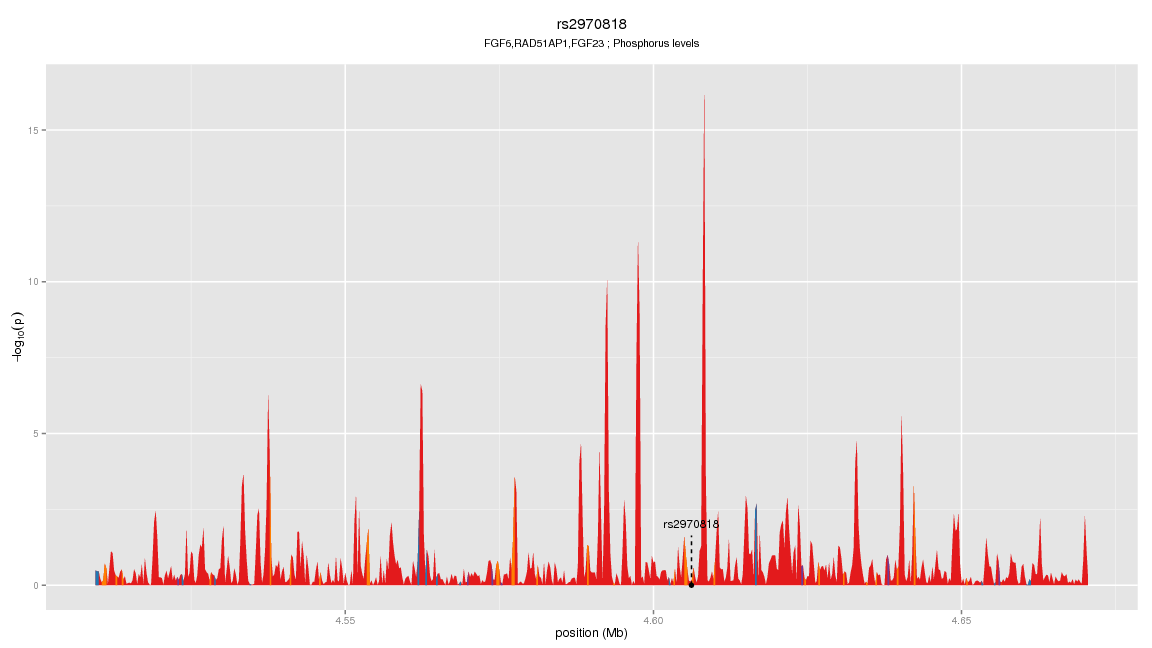 rs2970818
FGF6,RAD51AP1,FGF23 ; Phosphorus levels
15
10
5
0
−log10(p)
rs2970818
4.55
4.60
4.65
position (Mb)